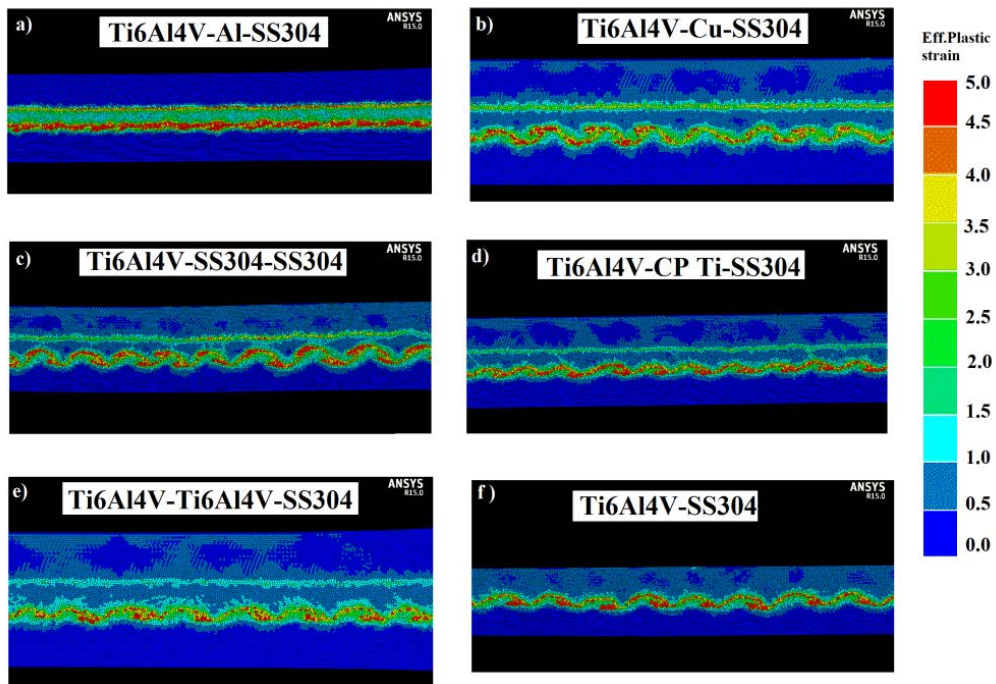 a)
Ti6Al4V-Al-SS304
ANSYS
R15.0
b)
Ti6Al4V-Cu-SS304
ANSYS
R15.0
c)
Ti6Al4V-SS304-SS304
ANSYS
R15.0
d)
Ti6Al4V-CP Ti-SS304
ANSYS
R15.0
e)
Ti6Al4V-Ti6Al4V-SS304
ANSYS
R15.0
f )
Ti6Al4V-SS304
ANSYS
R15.0
Eff.Plastic
strain
5.0
4.5
4.0
3.5
3.0
2.5
2.0
1.5
1.0
0.5
0.0